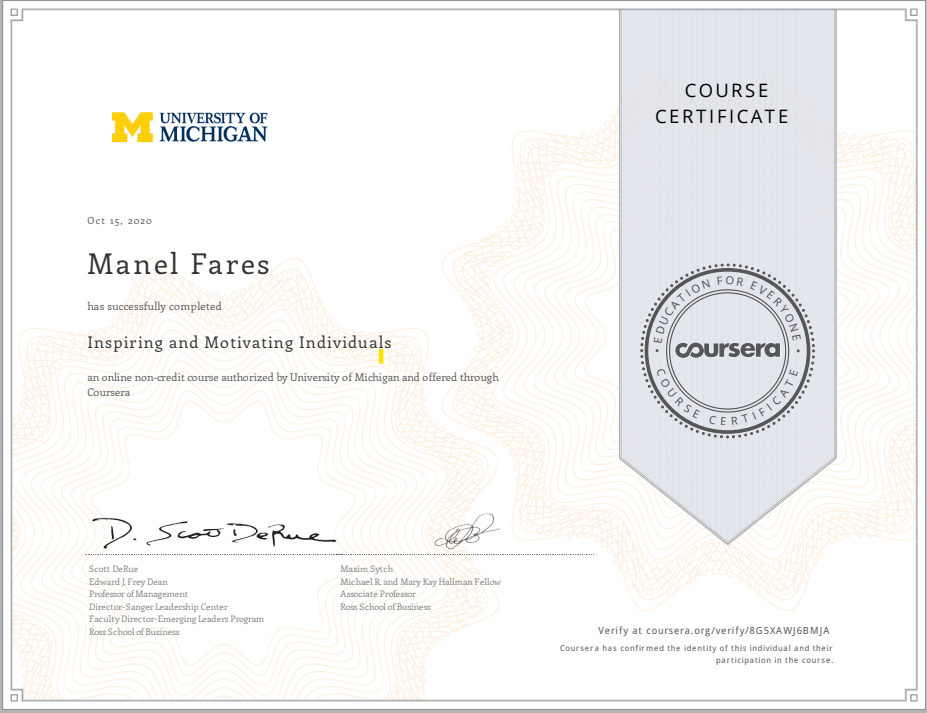 COURSE
CERTIFICATE
UNIVERSITY OF
MICHIGAN
Oct 15, 2020
Manel Fares
has successfully completed
Inspiring and Motivating Individuals
an online non-credit course authorized by University of Michigan and offered through
Coursera
EDUCATION FOR EVERYONE
coursera
COURSE CERTIFICATE
D. Scott DeRue
Scott DeRue
Edward J. Frey Dean
Professor of Management
Director-Sanger Leadership Center
Faculty Director-Emerging Leaders Program
Ross School of Business
Maxim Sytch
Michael R. and Mary Kay Hallman Fellow
Associate Professor
Ross School of Business
Verify at coursera.org/verify/8G5XAWJ6BMJA
Coursera has confirmed the identity of this individual and their
participation in the course.